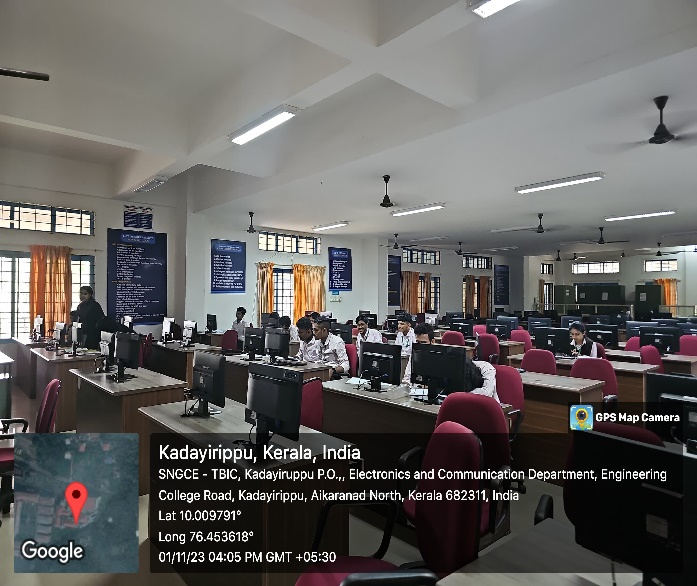 GPS Map Camera
Kadayirippu, Kerala, India
SNGCE - TBIC, Kadayiruppu P.O.,, Electronics and Communication Department, Engineering
College Road, Kadayirippu, Aikaranad North, Kerala 682311, India
Lat 10.009791°
Long 76.453618°
01/11/23 04:05 PM GMT +05:30
Google